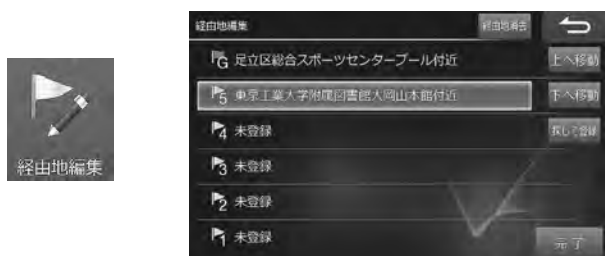 経由地編集
経由地編集
経由地消去
G 足立区総合スポーツセンタープール付近
上へ移動
5 東京工業大学附属図書館大岡山本館付近
下へ移動
4 未登録
探して登録
3 未登録
2 未登録
1 未登録
完了